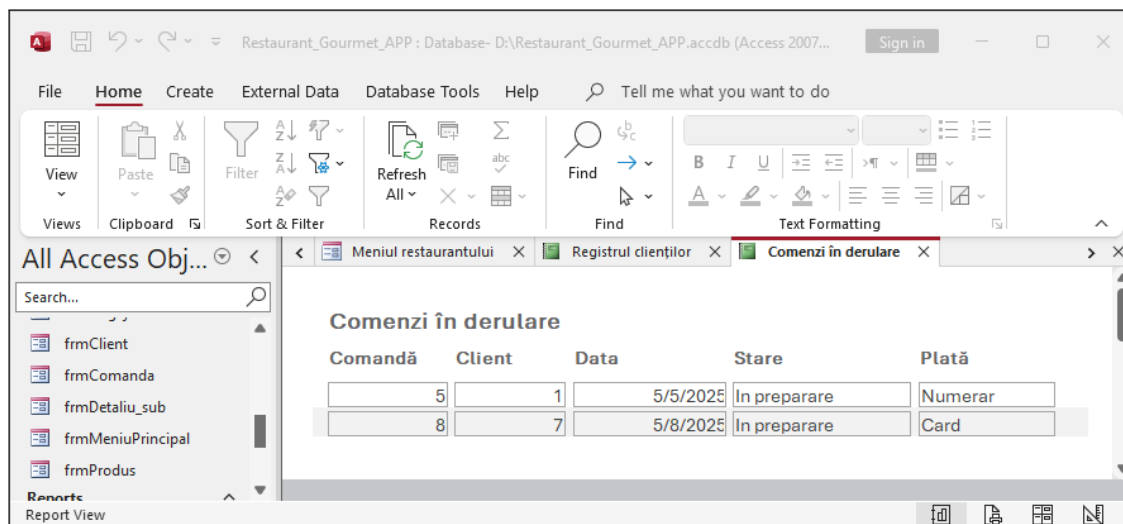 Restaurant_Gourmet_APP : Database- D:\Restaurant_Gourmet_APP.accdb (Access 2007... Sign in
File Home Create External Data Database Tools Help Tell me what you want to do
View Paste Filter Refresh All Find
Views Clipboard Sort & Filter Records Find Text Formatting
All Access Obj...
Search...
frmClient
frmComanda
frmDetaliu_sub
frmMeniuPrincipal
frmProdus
Reports
Meniul restaurantului Registrul clienților Comenzi în derulare
Comenzi în derulare
Comandă Client Data Stare Plată
5 1 5/5/2025 In preparare Numerar
8 7 5/8/2025 In preparare Card
Report View